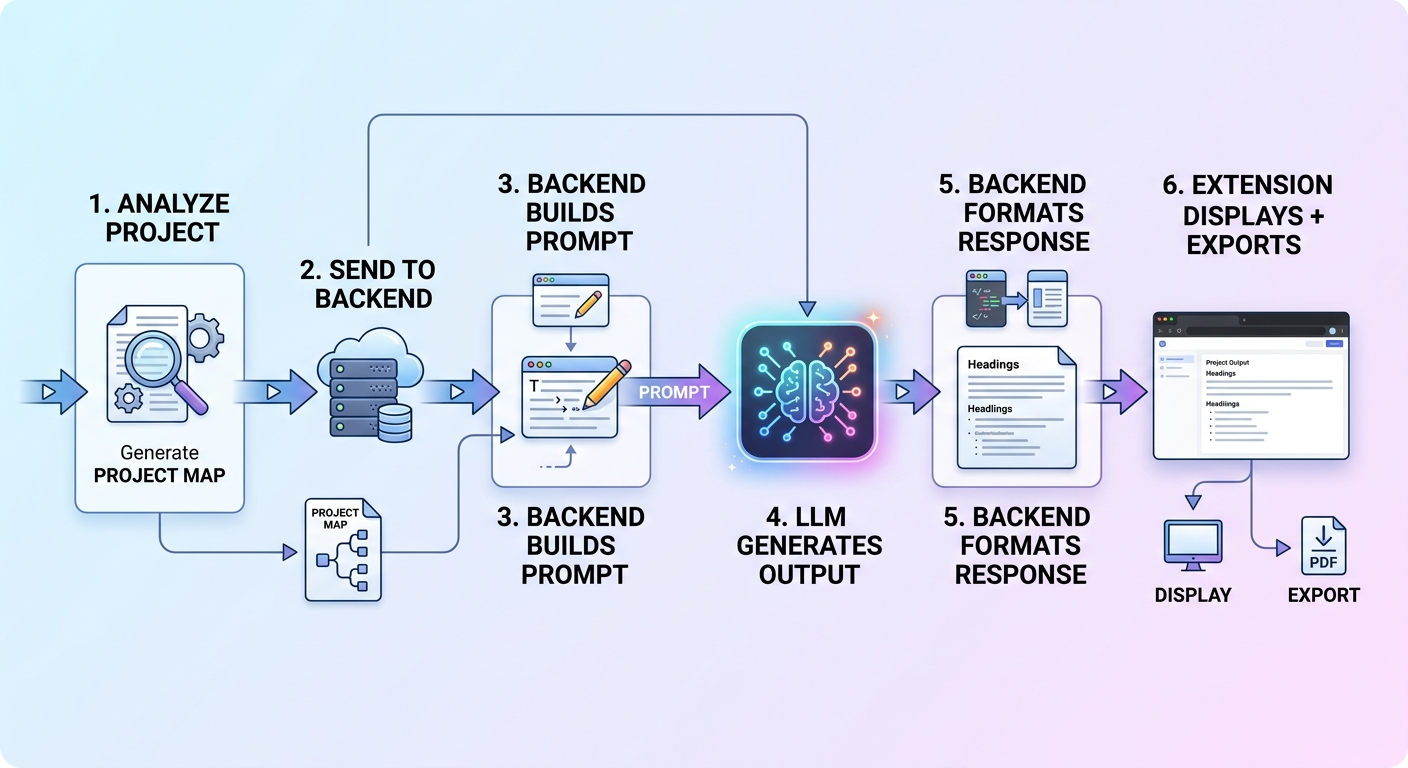 1. ANALYZE
PROJECT
Generate
PROJECT MAP
2. SEND TO
BACKEND
PROJECT
MAP
3. BACKEND
BUILDS
PROMPT
T
3. BACKEND
BUILDS
PROMPT
PROMPT
4. LLM
GENERATES
OUTPUT
5. BACKEND
FORMATS
RESPONSE
</>
Headings
Headlings
5. BACKEND
FORMATS
RESPONSE
6. EXTENSION
DISPLAYS +
EXPORTS
Project Output
Headings
Headiiings
DISPLAY
PDF
EXPORT